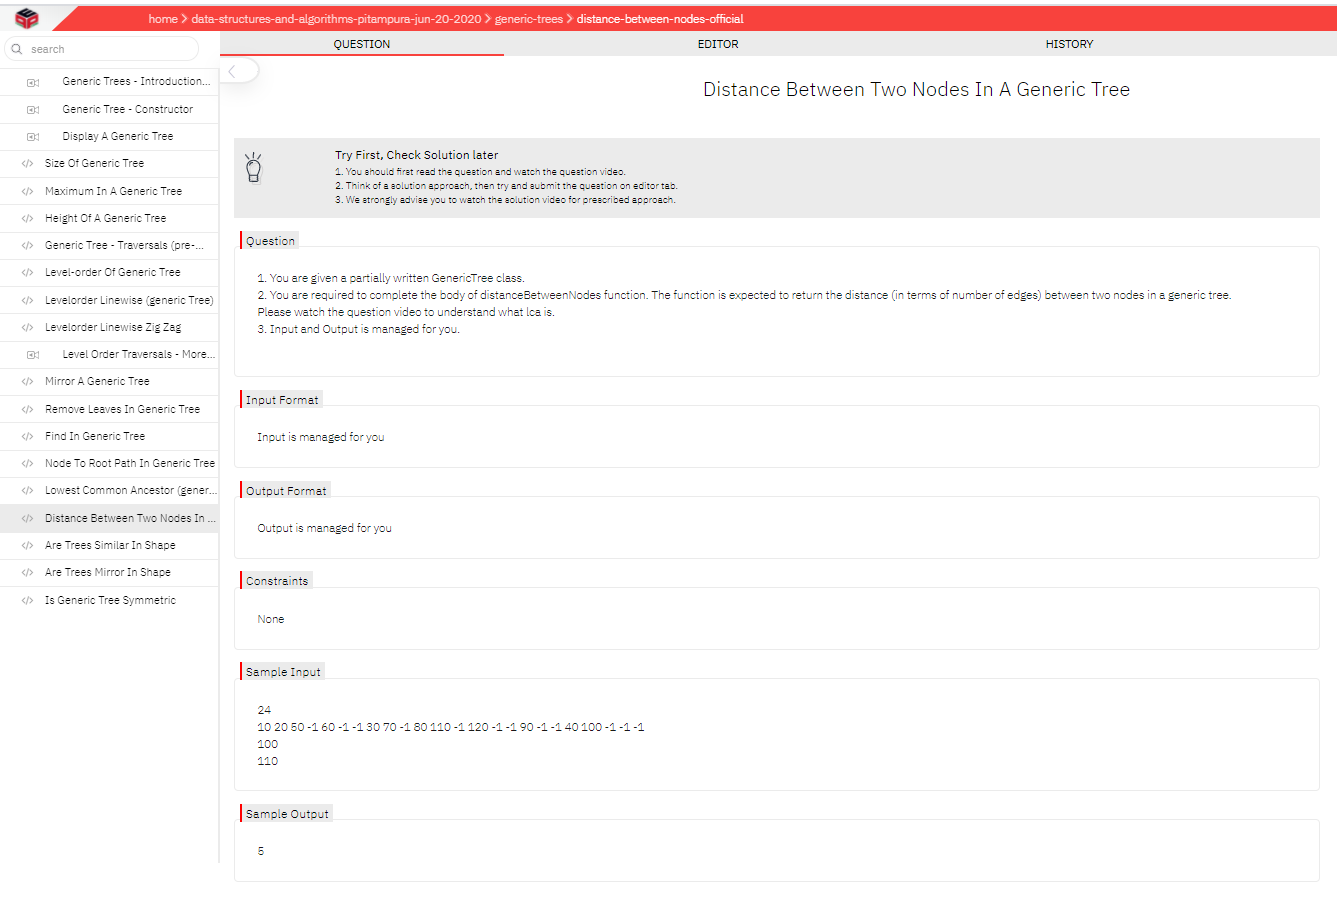 home > data-structures-and-algorithms-pitampura-jun-20-2020 > generic-trees > distance-between-nodes-official
search
Generic Trees - Introduction...
Generic Tree - Constructor
Display A Generic Tree
Size Of Generic Tree
Maximum In A Generic Tree
Height Of A Generic Tree
Generic Tree - Traversals (pre-...
Level-order Of Generic Tree
Levelorder Linewise (generic Tree)
Levelorder Linewise Zig Zag
Level Order Traversals - More...
Mirror A Generic Tree
Remove Leaves In Generic Tree
Find In Generic Tree
Node To Root Path In Generic Tree
Lowest Common Ancestor (gener...
Distance Between Two Nodes In ...
Are Trees Similar In Shape
Are Trees Mirror In Shape
Is Generic Tree Symmetric
QUESTION EDITOR HISTORY
Distance Between Two Nodes In A Generic Tree
Try First, Check Solution later
1. You should first read the question and watch the question video.
2. Think of a solution approach, then try and submit the question on editor tab.
3. We strongly advise you to watch the solution video for prescribed approach.
Question
1. You are given a partially written GenericTree class.
2. You are required to complete the body of distanceBetweenNodes function. The function is expected to return the distance (in terms of number of edges) between two nodes in a generic tree.
Please watch the question video to understand what lca is.
3. Input and Output is managed for you.
Input Format
Input is managed for you
Output Format
Output is managed for you
Constraints
None
Sample Input
24
10 20 50 -1 60 -1 -1 30 70 -1 80 110 -1 120 -1 -1 90 -1 -1 40 100 -1 -1 -1
100
110
Sample Output
5